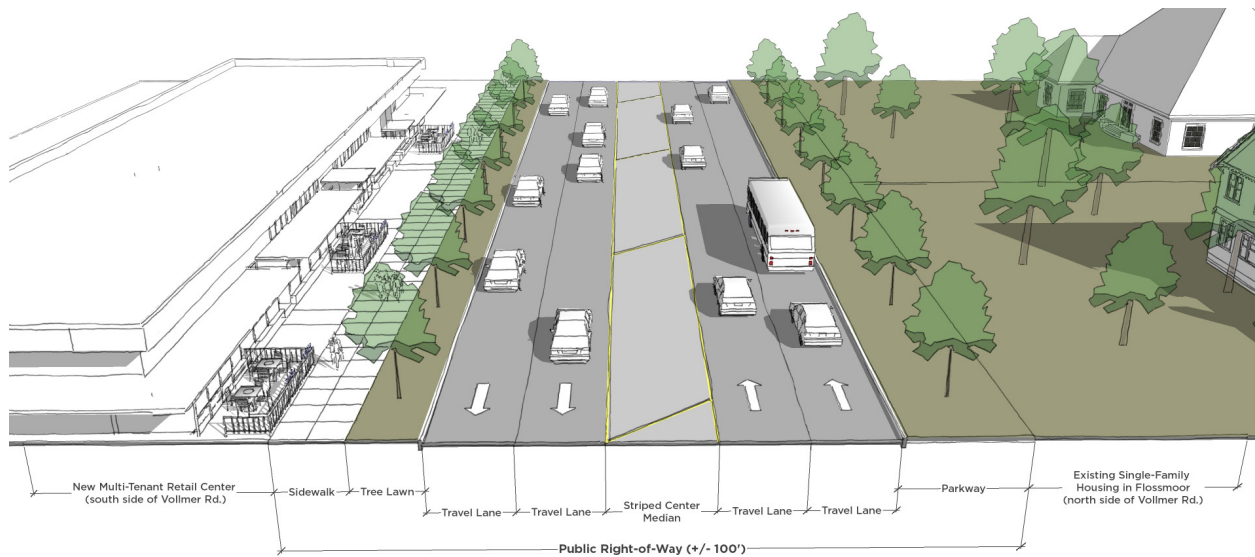 New Multi-Tenant Retail Center
(south side of Vollmer Rd.)
Sidewalk
Tree Lawn
Travel Lane
Travel Lane
Striped Center
Median
Travel Lane
Travel Lane
Parkway
Existing Single-Family
Housing in Flossmoor
(north side of Vollmer Rd.)
Public Right-of-Way (+/- 100')